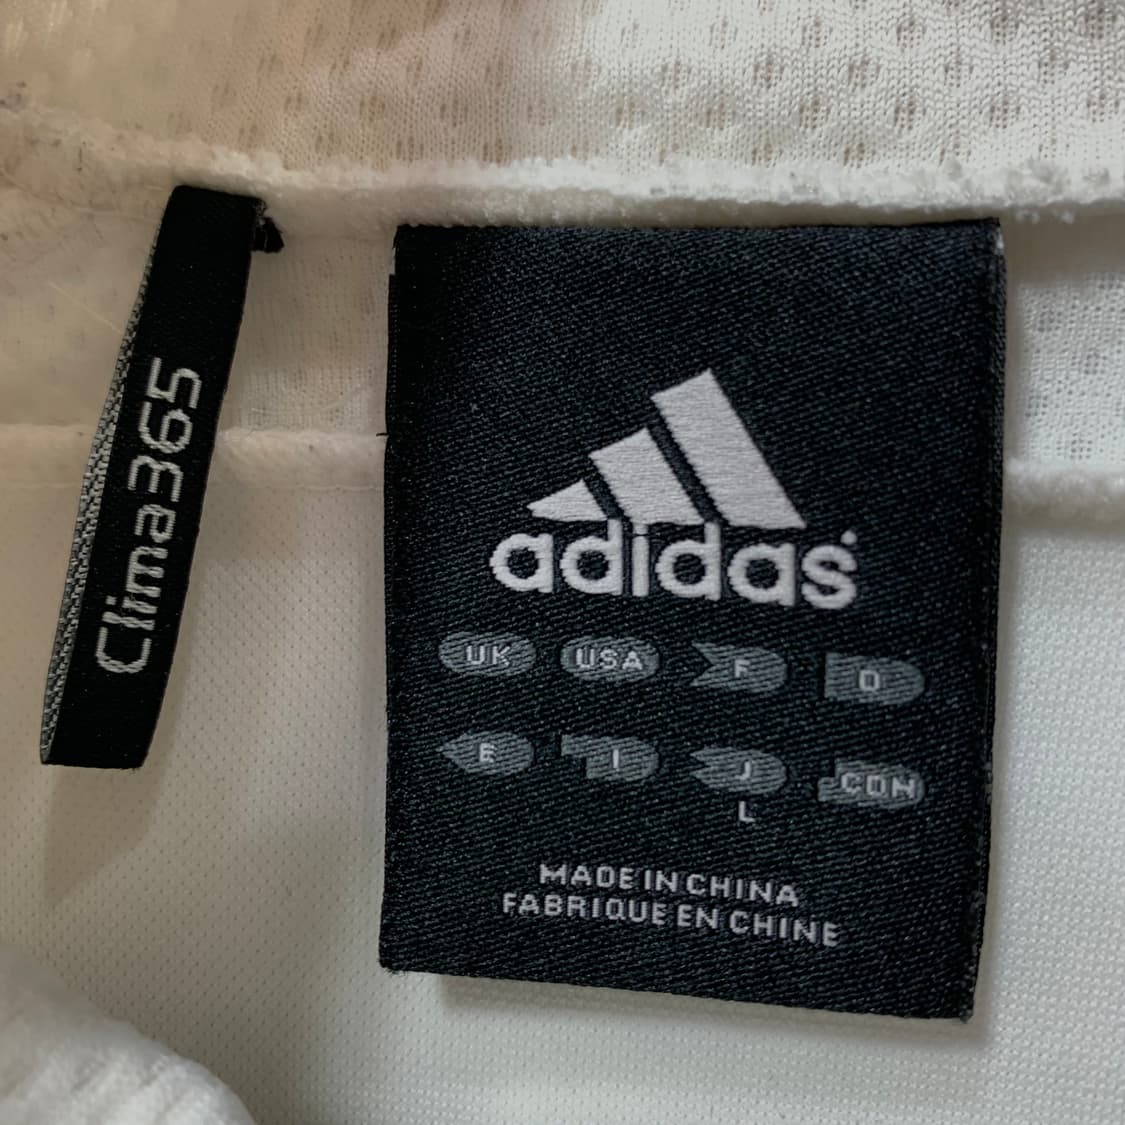 Clima365
adidas
UK USA F D
E I J CDN
L
MADE IN CHINA
FABRIQUE EN CHINE